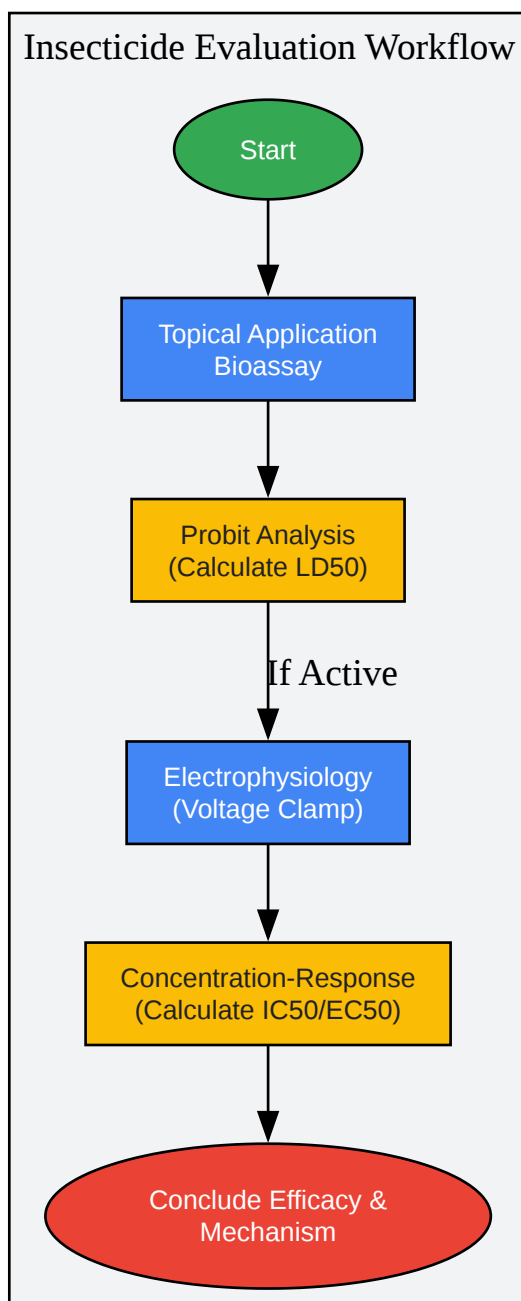 Insecticide Evaluation Workflow
Start
Topical Application
Bioassay
Probit Analysis
(Calculate LD50)
If Active
Electrophysiology
(Voltage Clamp)
Concentration-Response
(Calculate IC50/EC50)
Conclude Efficacy &
Mechanism